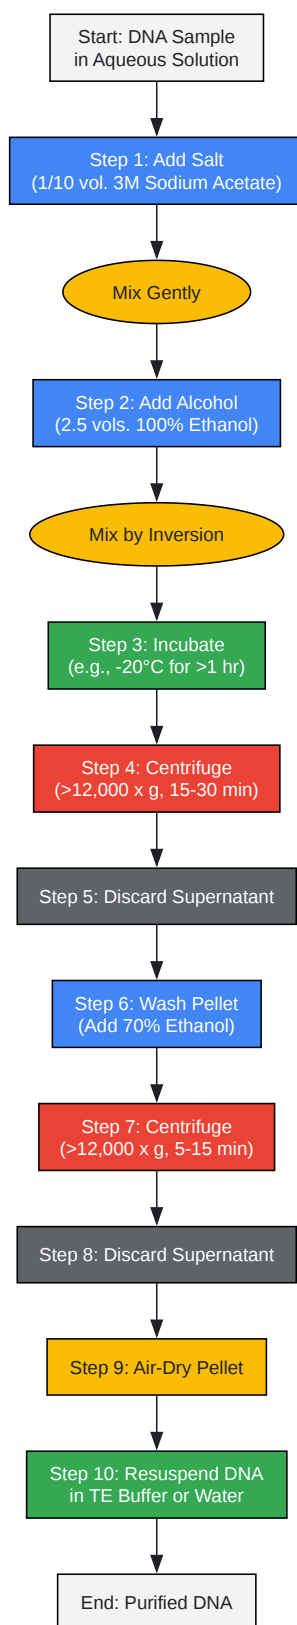 Start: DNA Sample
in Aqueous Solution
Step 1: Add Salt
(1/10 vol. 3M Sodium Acetate)
Mix Gently
Step 2: Add Alcohol
(2.5 vols. 100% Ethanol)
Mix by Inversion
Step 3: Incubate
(e.g., -20°C for >1 hr)
Step 4: Centrifuge
(>12,000 x g, 15-30 min)
Step 5: Discard Supernatant
Step 6: Wash Pellet
(Add 70% Ethanol)
Step 7: Centrifuge
(>12,000 x g, 5-15 min)
Step 8: Discard Supernatant
Step 9: Air-Dry Pellet
Step 10: Resuspend DNA
in TE Buffer or Water
End: Purified DNA